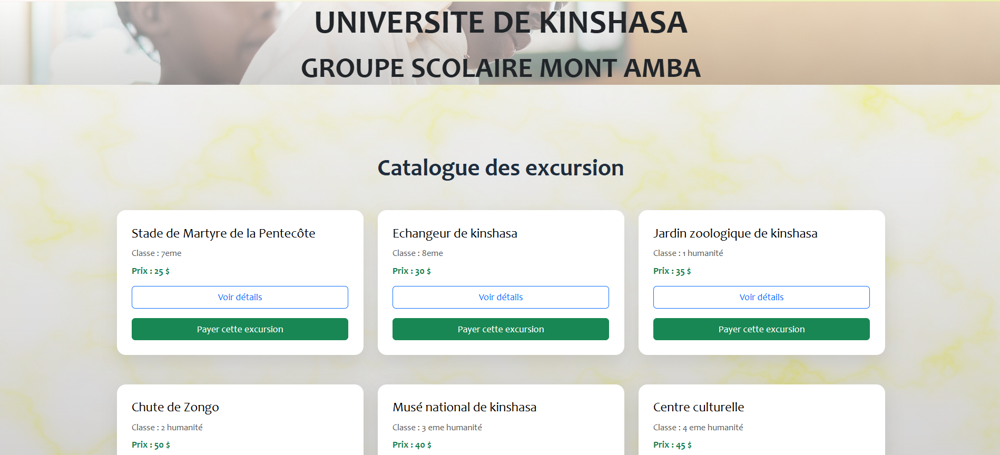 UNIVERSITE DE KINSHASA
GROUPE SCOLAIRE MONT AMBA
Catalogue des excursion
Stade de Martyre de la Pentecôte
Classe : 7eme
Prix : 25 $
Voir détails
Payer cette excursion
Echangeur de kinshasa
Classe : 8eme
Prix : 30 $
Voir détails
Payer cette excursion
Jardin zoologique de kinshasa
Classe : 1 humanité
Prix : 35 $
Voir détails
Payer cette excursion
Chute de Zongo
Classe : 2 humanité
Prix : 50 $
Musé national de kinshasa
Classe : 3 eme humanité
Prix : 40 $
Centre culturelle
Classe : 4 eme humanité
Prix : 45 $